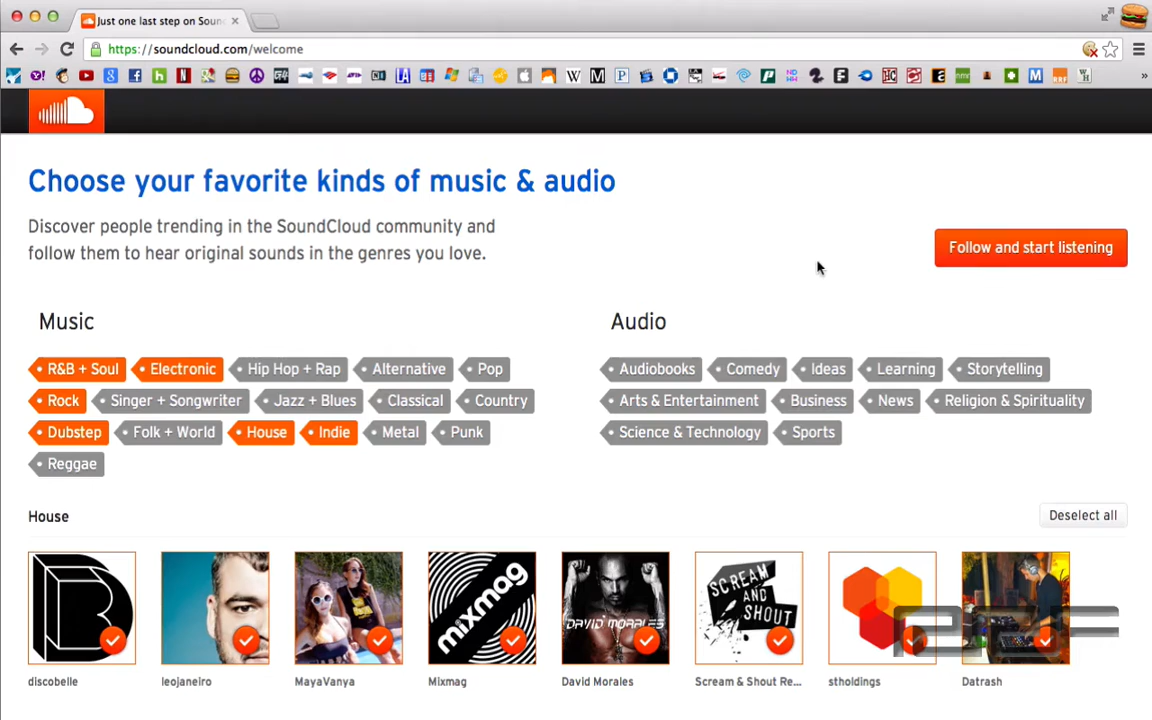 Just one last step on Soun
https://soundcloud.com/welcome
Choose your favorite kinds of music & audio
Discover people trending in the SoundCloud community and
follow them to hear original sounds in the genres you love.
Follow and start listening
Music
R&B + Soul Electronic Hip Hop + Rap Alternative Pop
Rock Singer + Songwriter Jazz + Blues Classical Country
Dubstep Folk + World House Indie Metal Punk
Reggae
Audio
Audiobooks Comedy Ideas Learning Storytelling
Arts & Entertainment Business News Religion & Spirituality
Science & Technology Sports
House
Deselect all
mixmag
DAVID MORALES
SCREAM
AND
SHOUT
discobelle leojaneiro MayaVanya Mixmag David Morales Scream & Shout Re... stholdings Datrash